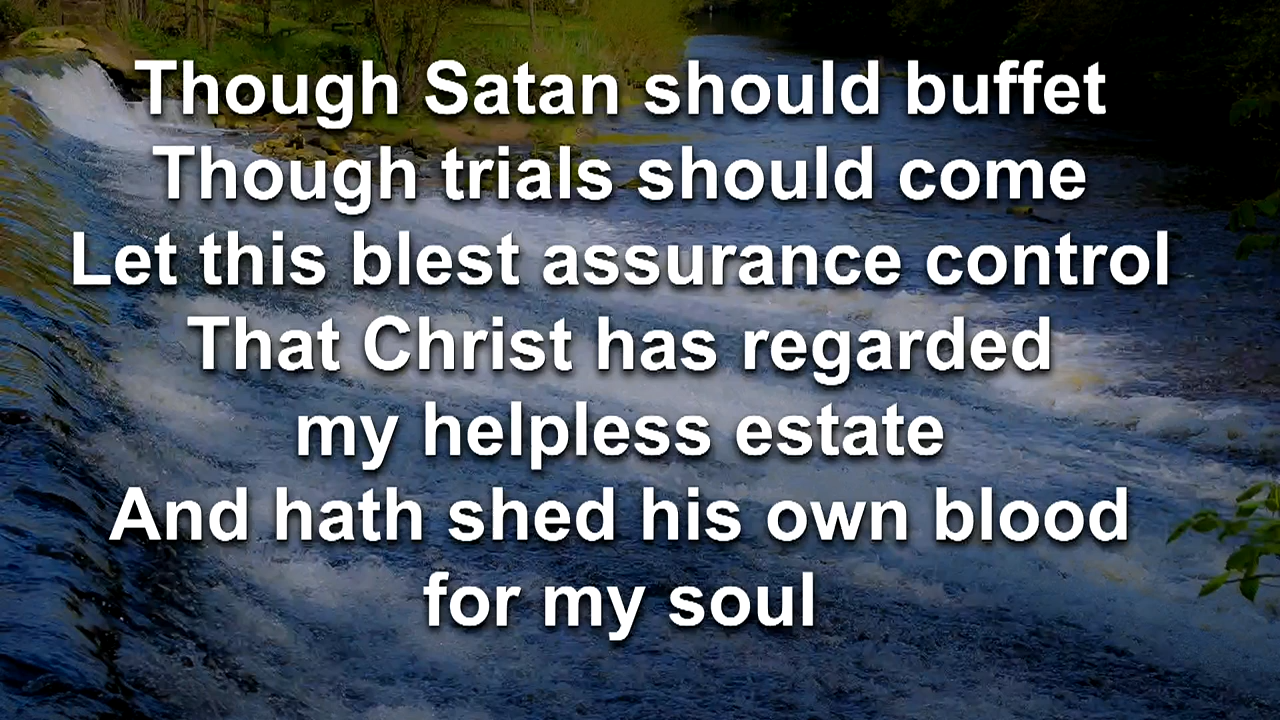 Though Satan should buffet
Though trials should come
Let this blest assurance control
That Christ has regarded
my helpless estate
And hath shed his own blood
for my soul